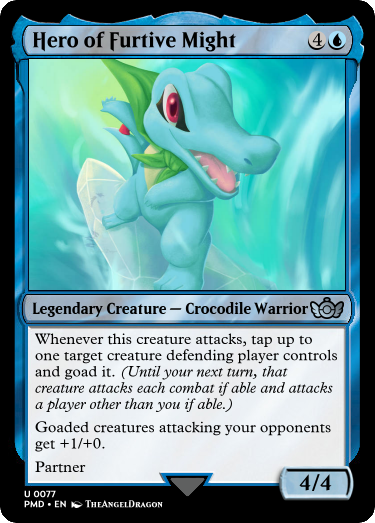 Hero of Furtive Might 4
Legendary Creature — Crocodile Warrior
Whenever this creature attacks, tap up to
one target creature defending player controls
and goad it. (Until your next turn, that
creature attacks each combat if able and attacks
a player other than you if able.)
Goaded creatures attacking your opponents
get +1/+0.
Partner
4/4
U 0077
PMD • EN TheAngelDragon